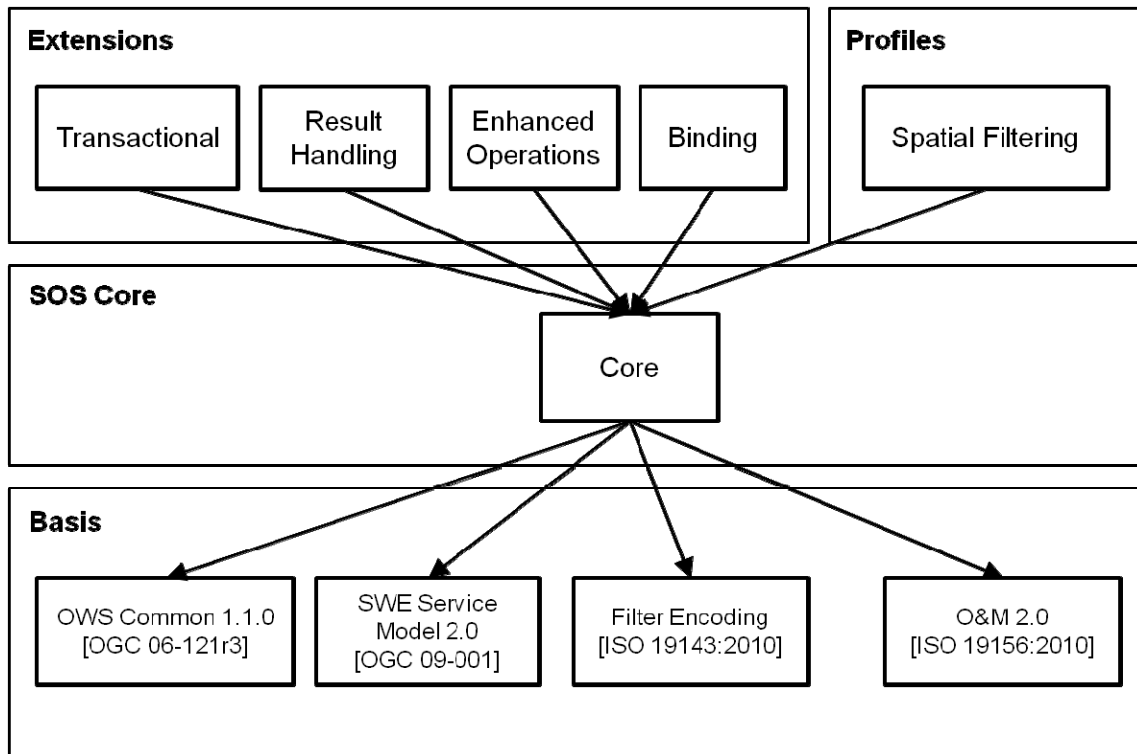 Extensions
Transactional
Result
Handling
Enhanced
Operations
Binding
Profiles
Spatial Filtering
SOS Core
Core
Basis
OWS Common 1.1.0
[OGC 06-121r3]
SWE Service
Model 2.0
[OGC 09-001]
Filter Encoding
[ISO 19143:2010]
O&M 2.0
[ISO 19156:2010]